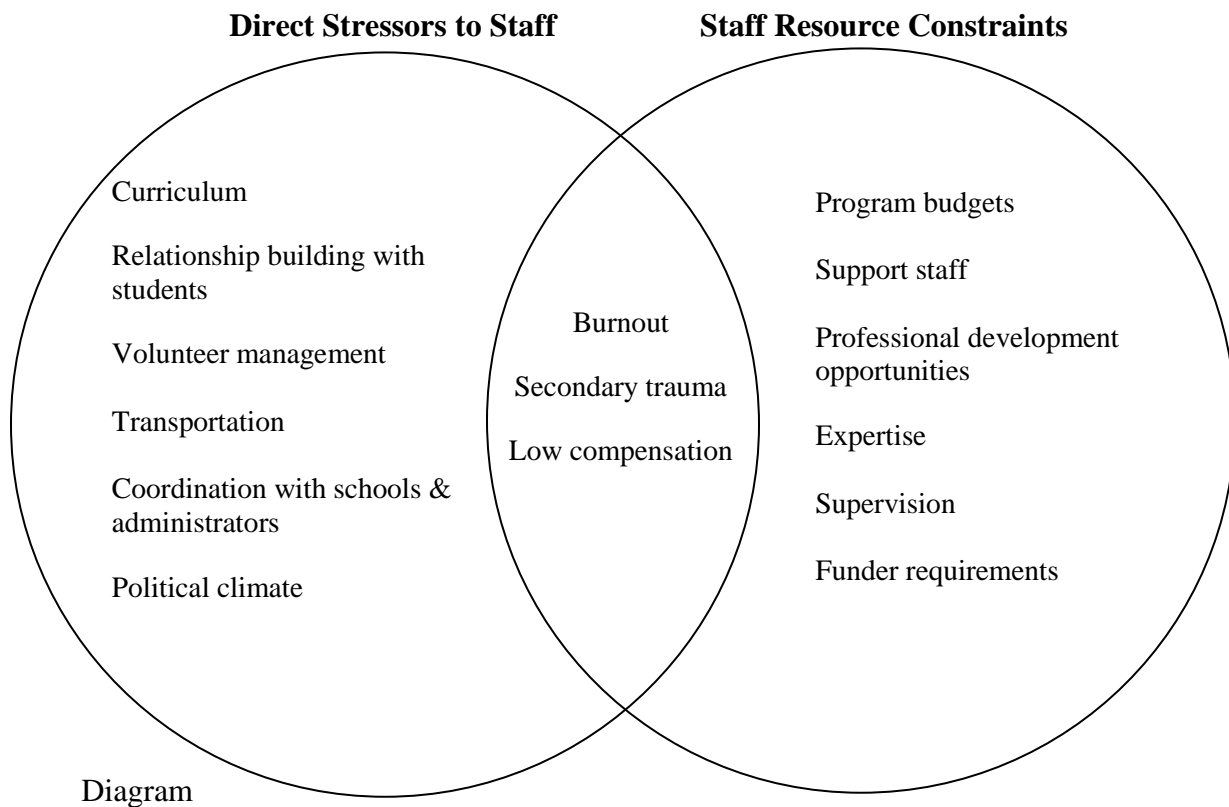 Direct Stressors to Staff
Staff Resource Constraints
Curriculum
Relationship building with
students
Volunteer management
Transportation
Coordination with schools &
administrators
Political climate
Burnout
Secondary trauma
Low compensation
Program budgets
Support staff
Professional development
opportunities
Expertise
Supervision
Funder requirements
Diagram